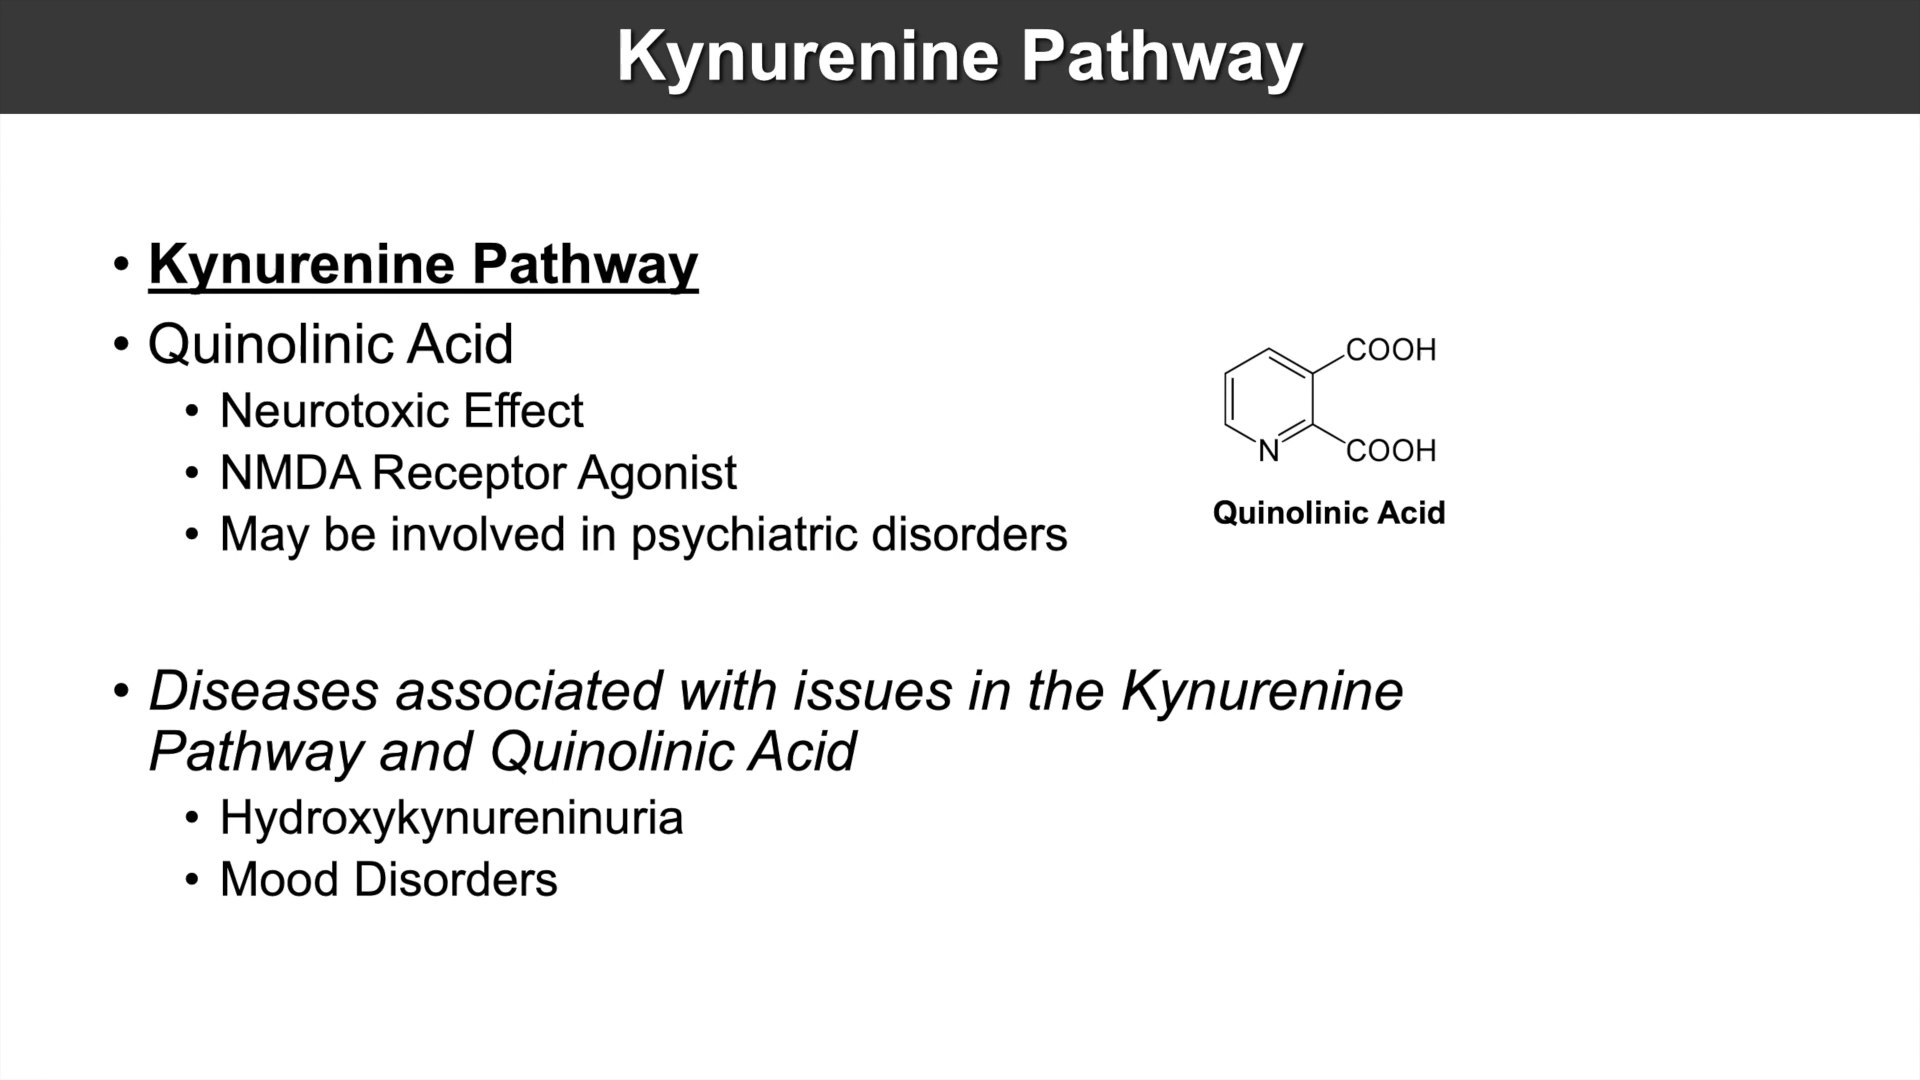 Kynurenine Pathway
• Kynurenine Pathway
• Quinolinic Acid
• Neurotoxic Effect
• NMDA Receptor Agonist
• May be involved in psychiatric disorders
COOH
COOH
N
Quinolinic Acid
• Diseases associated with issues in the Kynurenine
Pathway and Quinolinic Acid
• Hydroxykynureninuria
• Mood Disorders